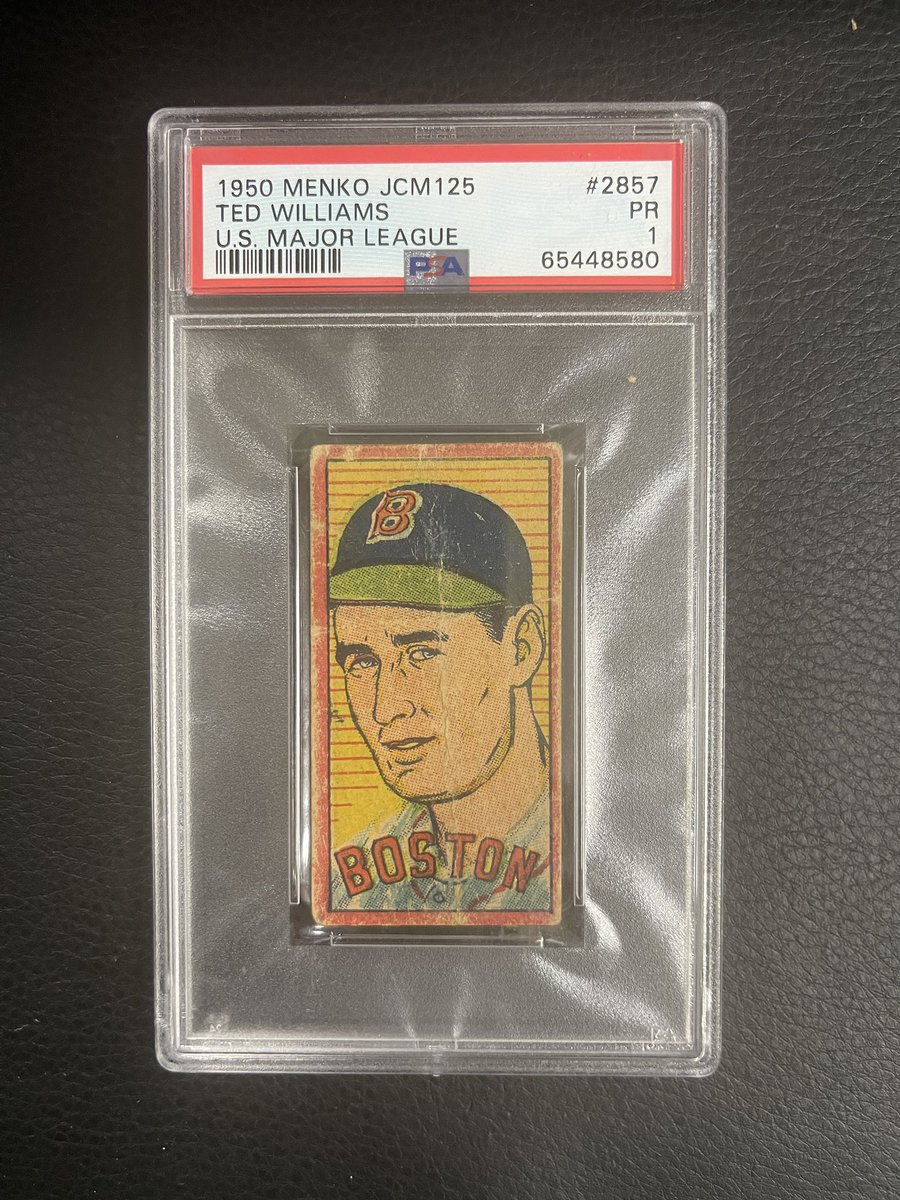 1950 MENKO JCM125 #2857
TED WILLIAMS PR
U.S. MAJOR LEAGUE 1
PSA 65448580
B
BOSTON